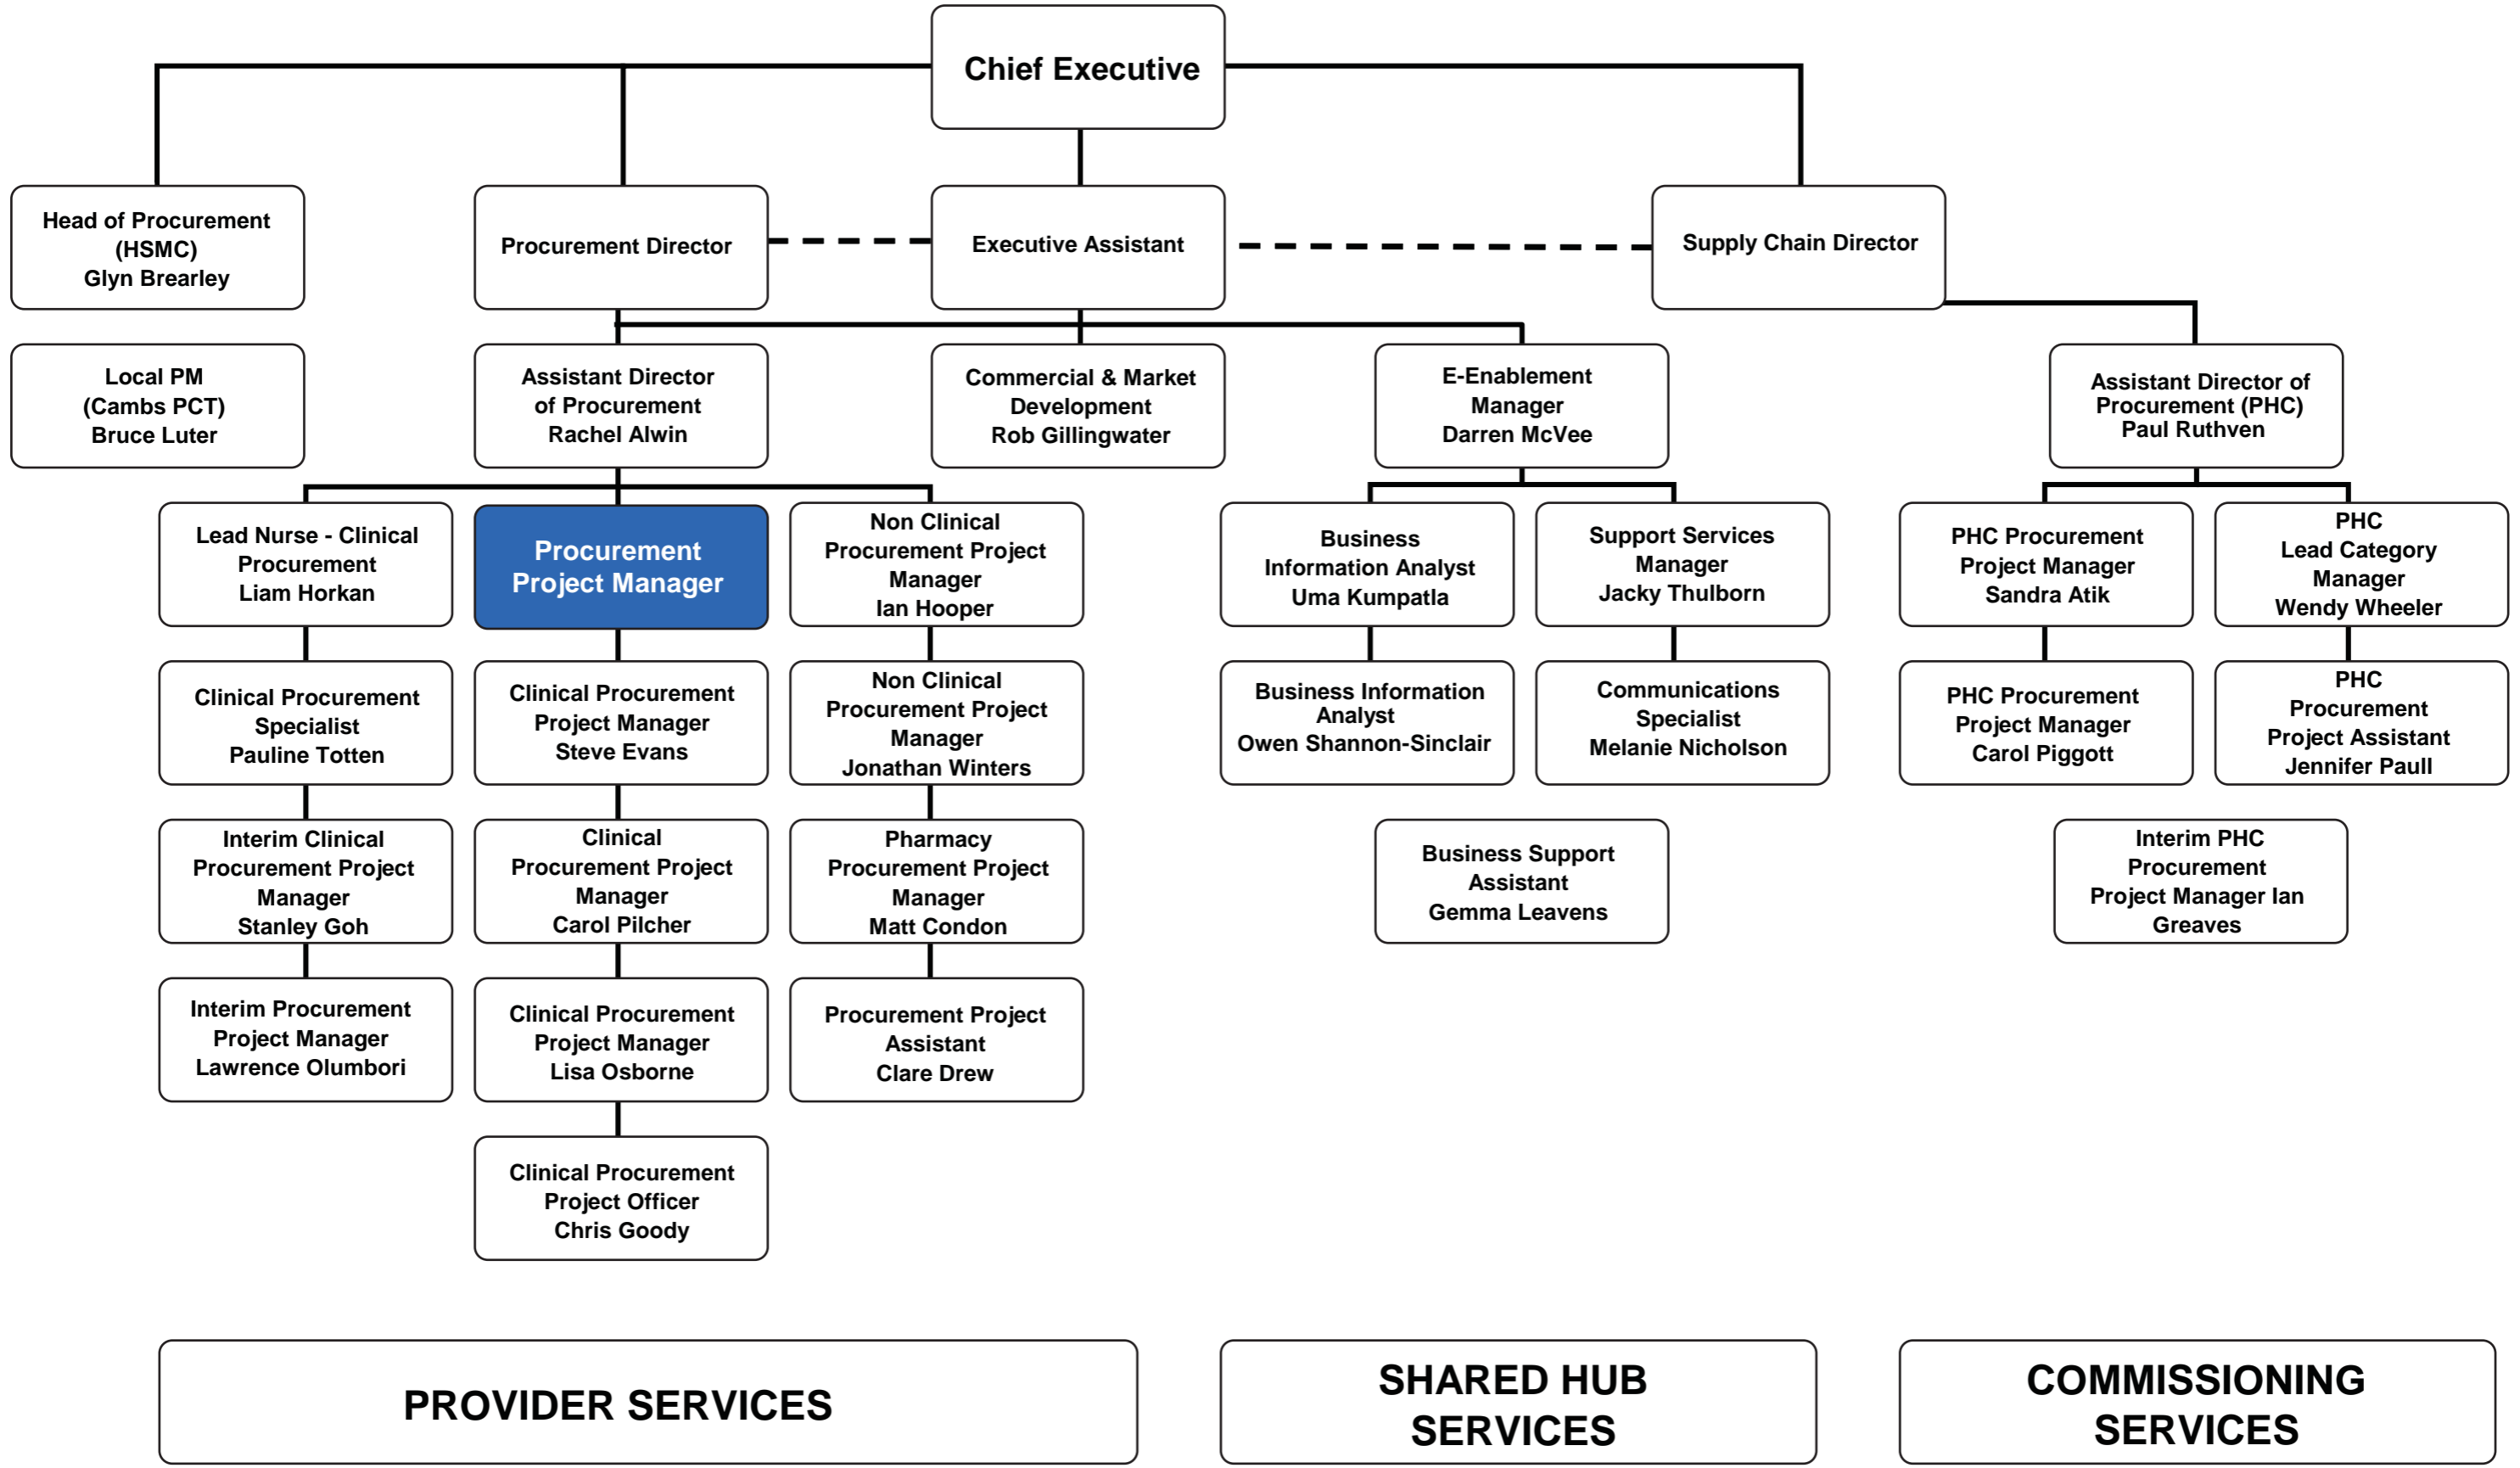 Chief Executive
Head of Procurement
(HSMC)
Glyn Brearley
Procurement Director
Executive Assistant
Supply Chain Director
Local PM
(Cambs PCT)
Bruce Luter
Assistant Director
of Procurement
Rachel Alwin
Commercial & Market
Development
Rob Gillingwater
E-Enablement
Manager
Darren McVee
Assistant Director of
Procurement (PHC)
Paul Ruthven
Lead Nurse - Clinical
Procurement
Liam Horkan
Procurement
Project Manager
Non Clinical
Procurement Project
Manager
Ian Hooper
Business
Information Analyst
Uma Kumpatla
Support Services
Manager
Jacky Thulborn
PHC Procurement
Project Manager
Sandra Atik
PHC
Lead Category
Manager
Wendy Wheeler
Clinical Procurement
Specialist
Pauline Totten
Clinical Procurement
Project Manager
Steve Evans
Non Clinical
Procurement Project
Manager
Jonathan Winters
Business Information
Analyst
Owen Shannon-Sinclair
Communications
Specialist
Melanie Nicholson
PHC Procurement
Project Manager
Carol Piggott
PHC
Procurement
Project Assistant
Jennifer Paull
Interim Clinical
Procurement Project
Manager
Stanley Goh
Clinical
Procurement Project
Manager
Carol Pilcher
Pharmacy
Procurement Project
Manager
Matt Condon
Business Support
Assistant
Gemma Leavens
Interim PHC
Procurement
Project Manager Ian
Greaves
Interim Procurement
Project Manager
Lawrence Olumbori
Clinical Procurement
Project Manager
Lisa Osborne
Procurement Project
Assistant
Clare Drew
Clinical Procurement
Project Officer
Chris Goody
PROVIDER SERVICES
SHARED HUB
SERVICES
COMMISSIONING
SERVICES